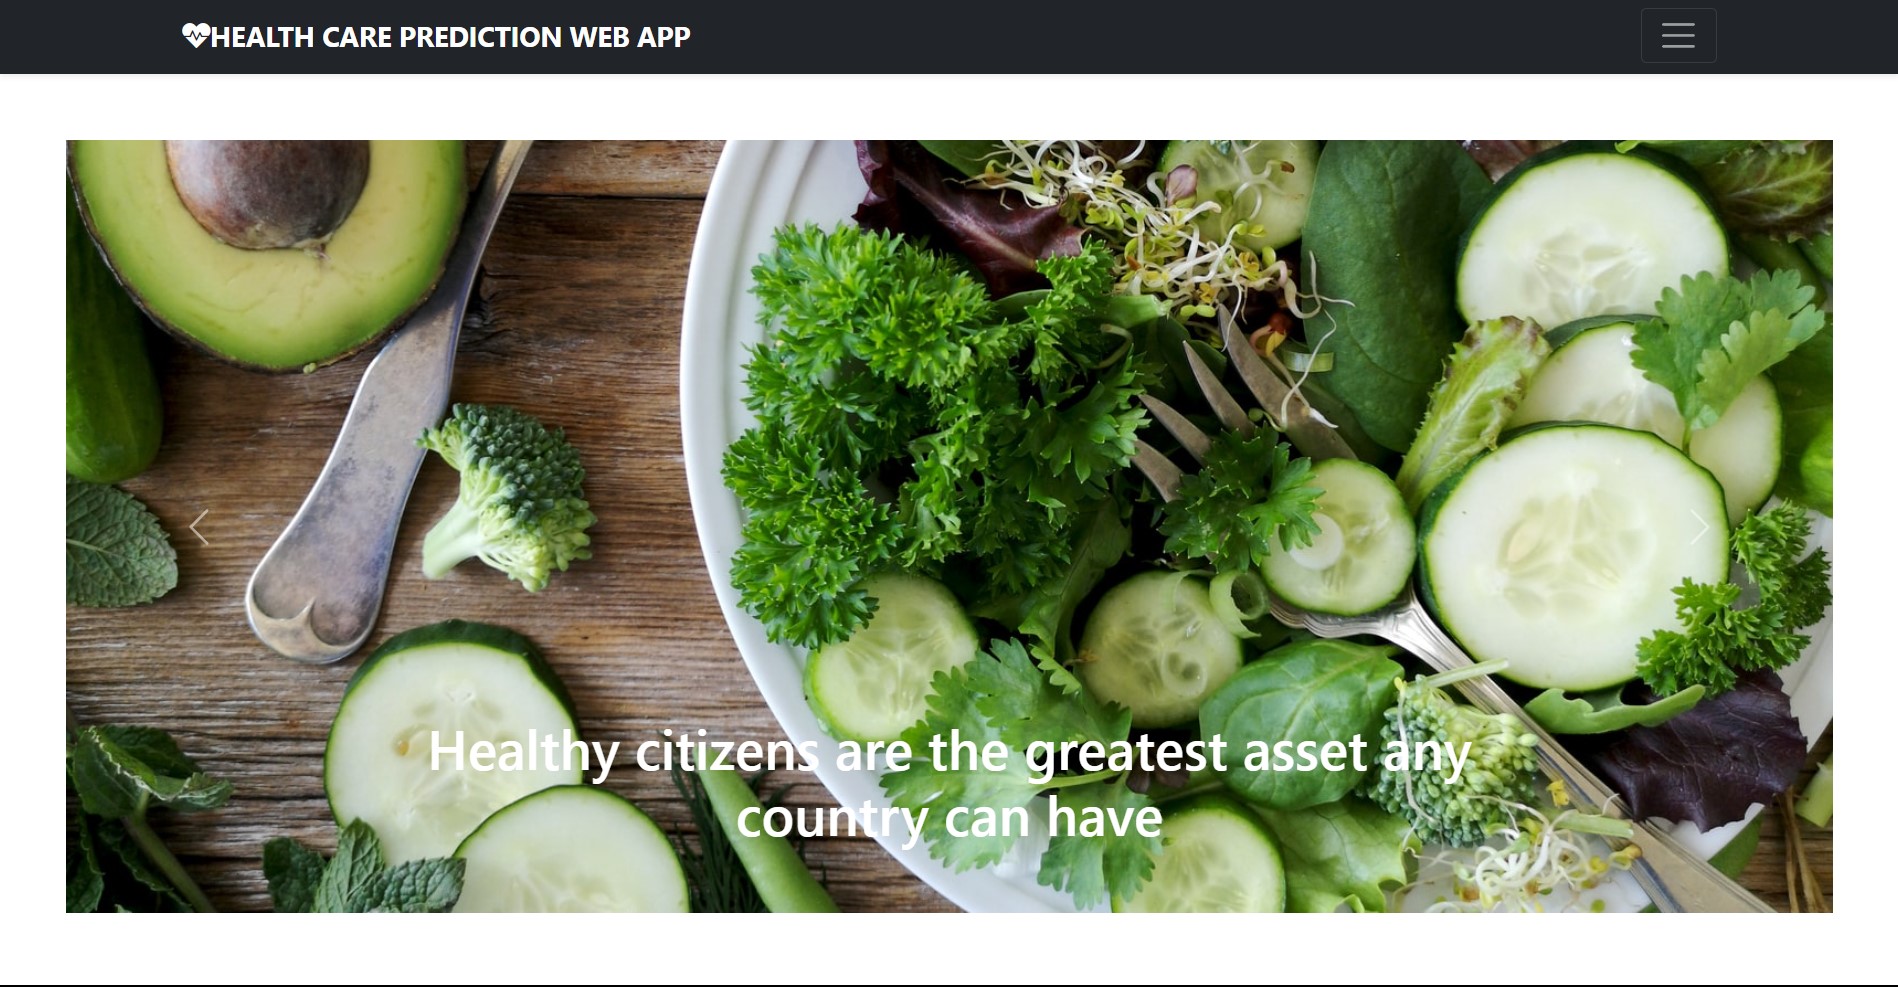 HEALTH CARE PREDICTION WEB APP
Healthy citizens are the greatest asset any
country can have